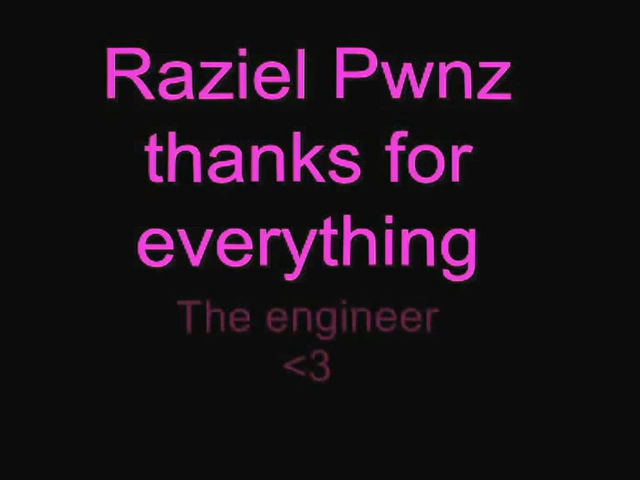 Raziel Pwnz
thanks for
everything
The engineer
<3